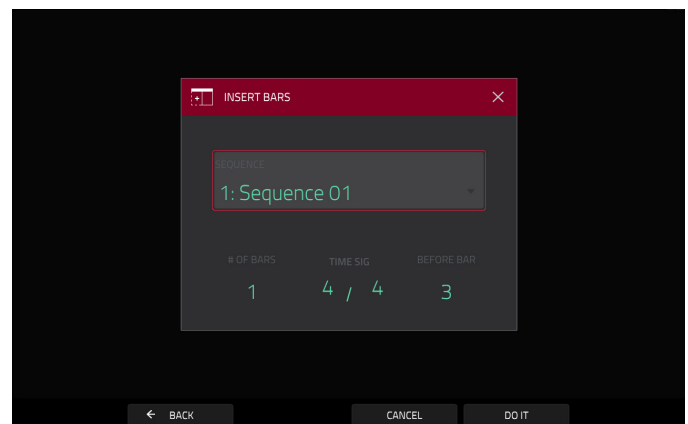 INSERT BARS
SEQUENCE
1: Sequence 01
# OF BARS TIME SIG BEFORE BAR
1 4 / 4 3
BACK CANCEL DO IT